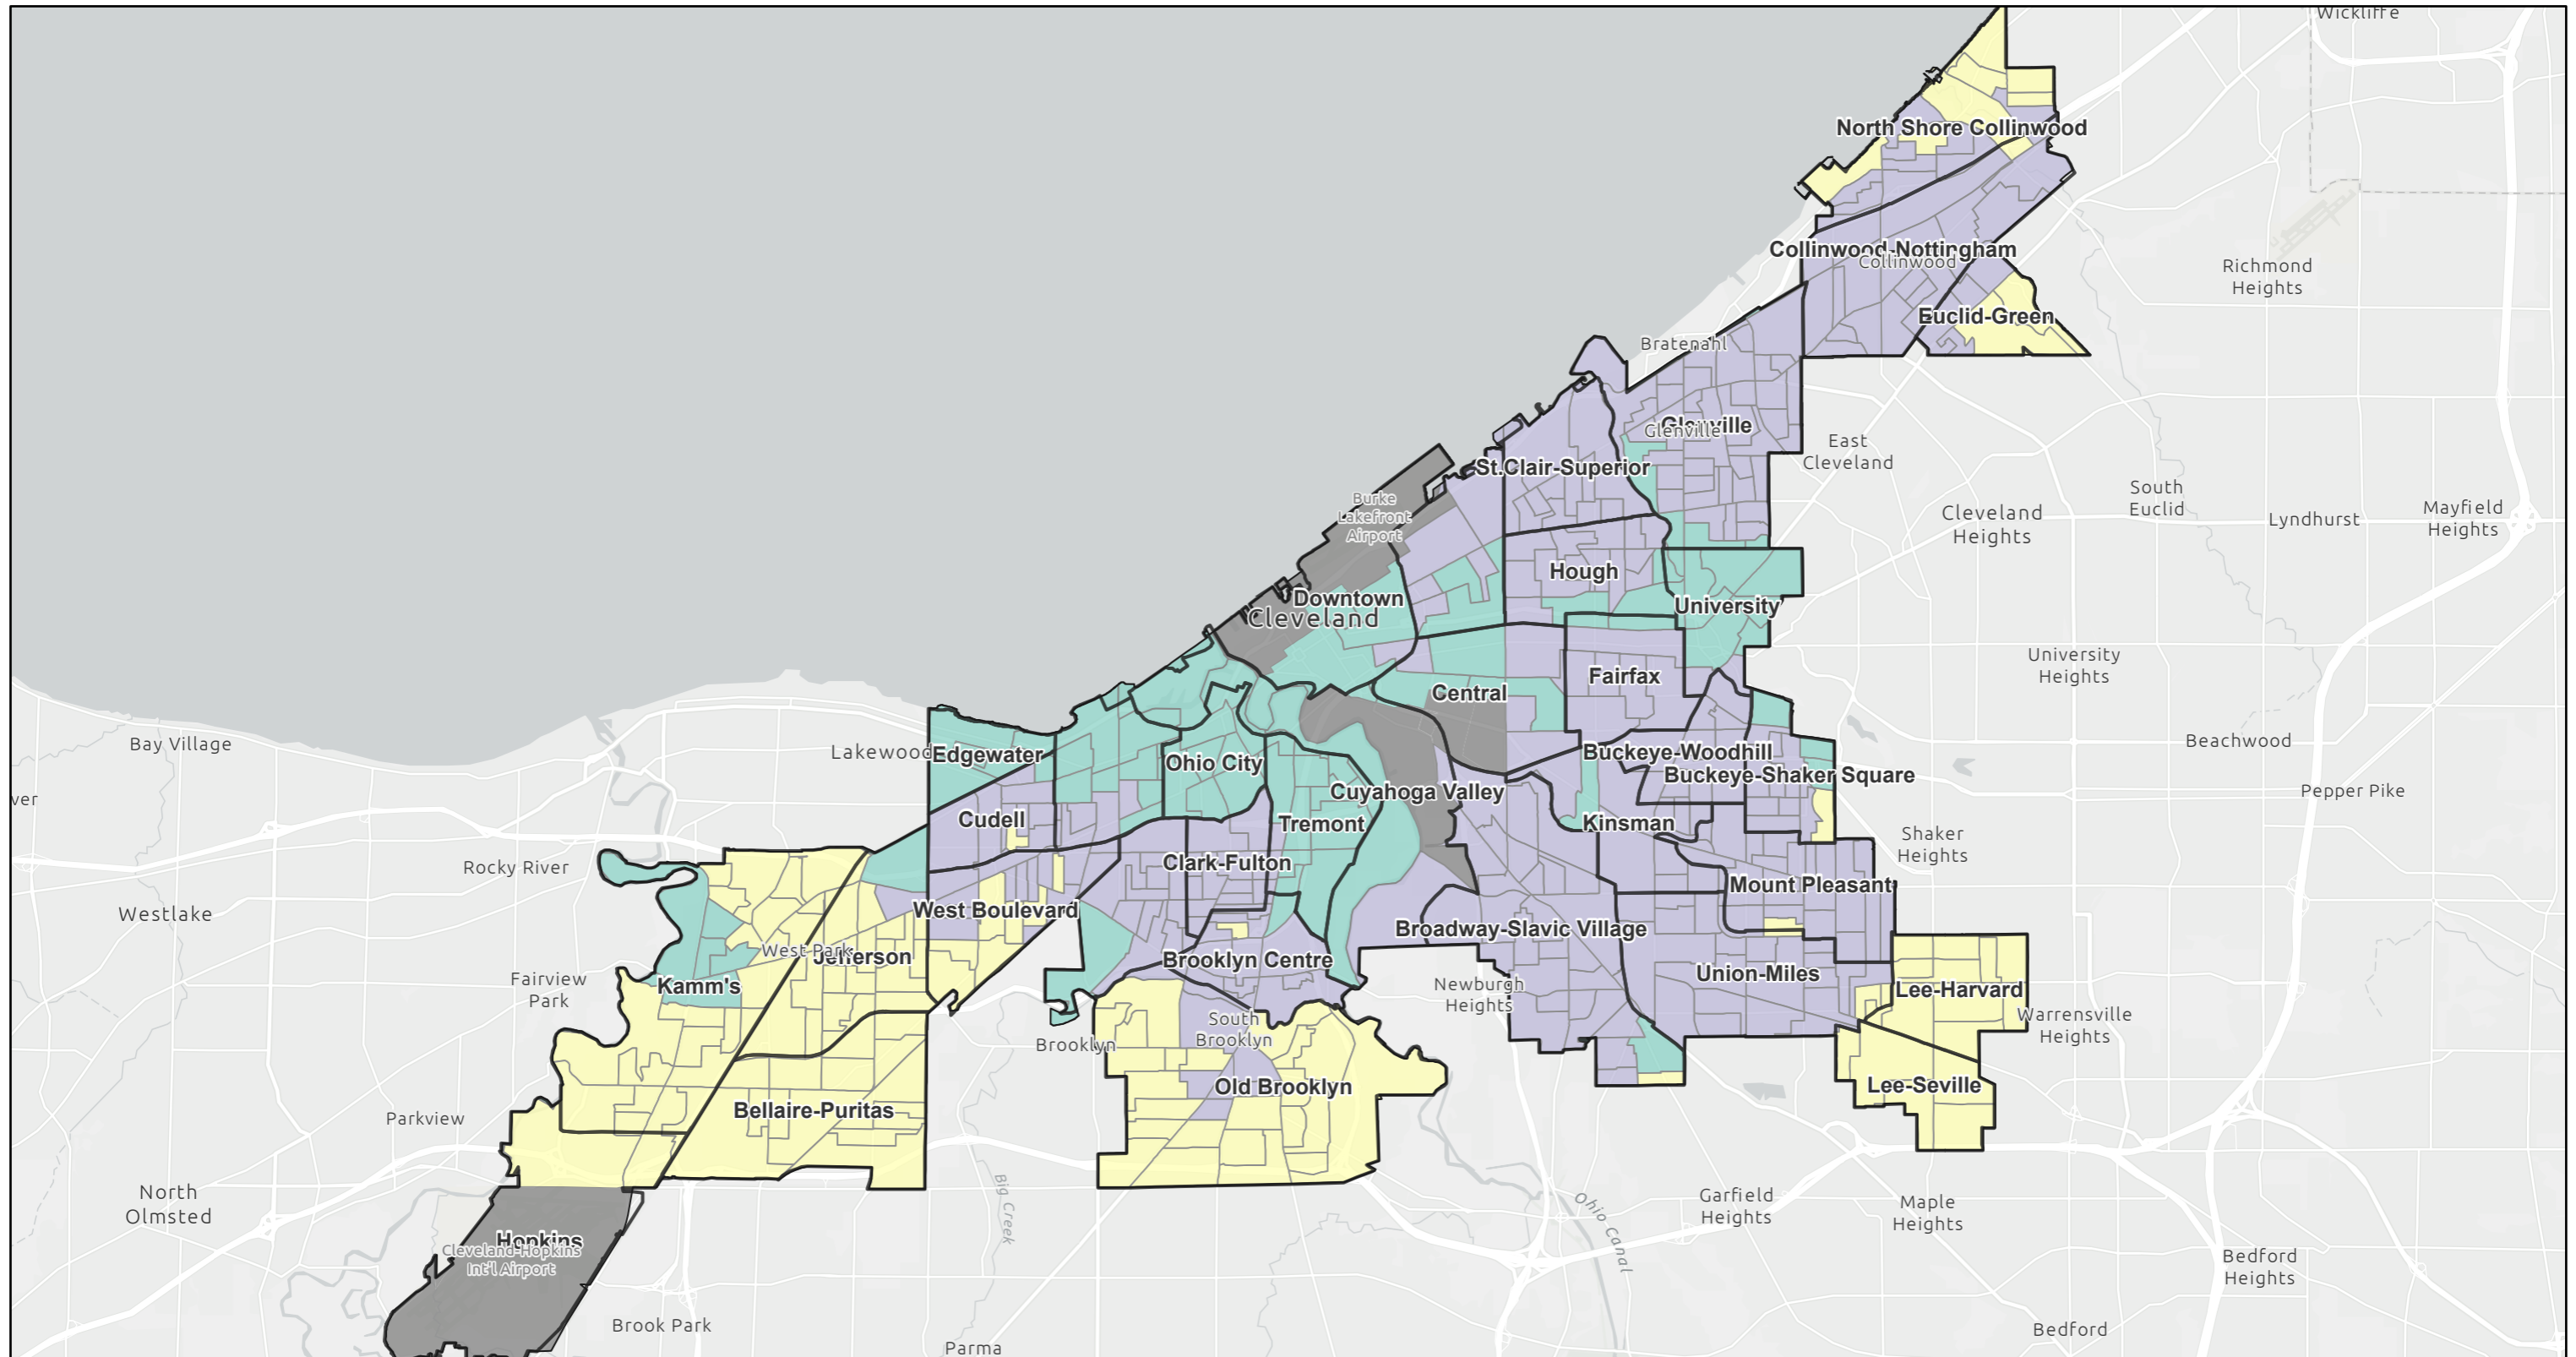 Wickliffe
North Shore Collinwood
Collinwood-Nottingham
Collinwood
Richmond
Heights
Euclid-Green
Bratenahl
Glenville
Glenville
East
Cleveland
St.Clair-Superior
South
Euclid
Cleveland
Heights
Lyndhurst
Mayfield
Heights
Burke
Lakefront
Airport
Hough
Downtown
Cleveland
University
University
Heights
Fairfax
Central
Bay Village
Lakewood
Edgewater
Ohio City
Buckeye-Woodhill
Buckeye-Shaker Square
Beachwood
Pepper Pike
ver
Cuyahoga Valley
Cudell
Tremont
Kinsman
Shaker
Heights
Rocky River
Clark-Fulton
Mount Pleasant
Westlake
West Boulevard
Broadway-Slavic Village
West Park
Jefferson
Brooklyn Centre
Union-Miles
Kamm's
Fairview
Park
Newburgh
Heights
Lee-Harvard
Warrensville
Heights
South
Brooklyn
Brooklyn
Old Brooklyn
Lee-Seville
Bellaire-Puritas
Parkview
North
Olmsted
Big Creek
Ohio Canal
Garfield
Heights
Maple
Heights
Hopkins
Cleveland-Hopkins
Int'l Airport
Bedford
Heights
Brook Park
Bedford
Parma